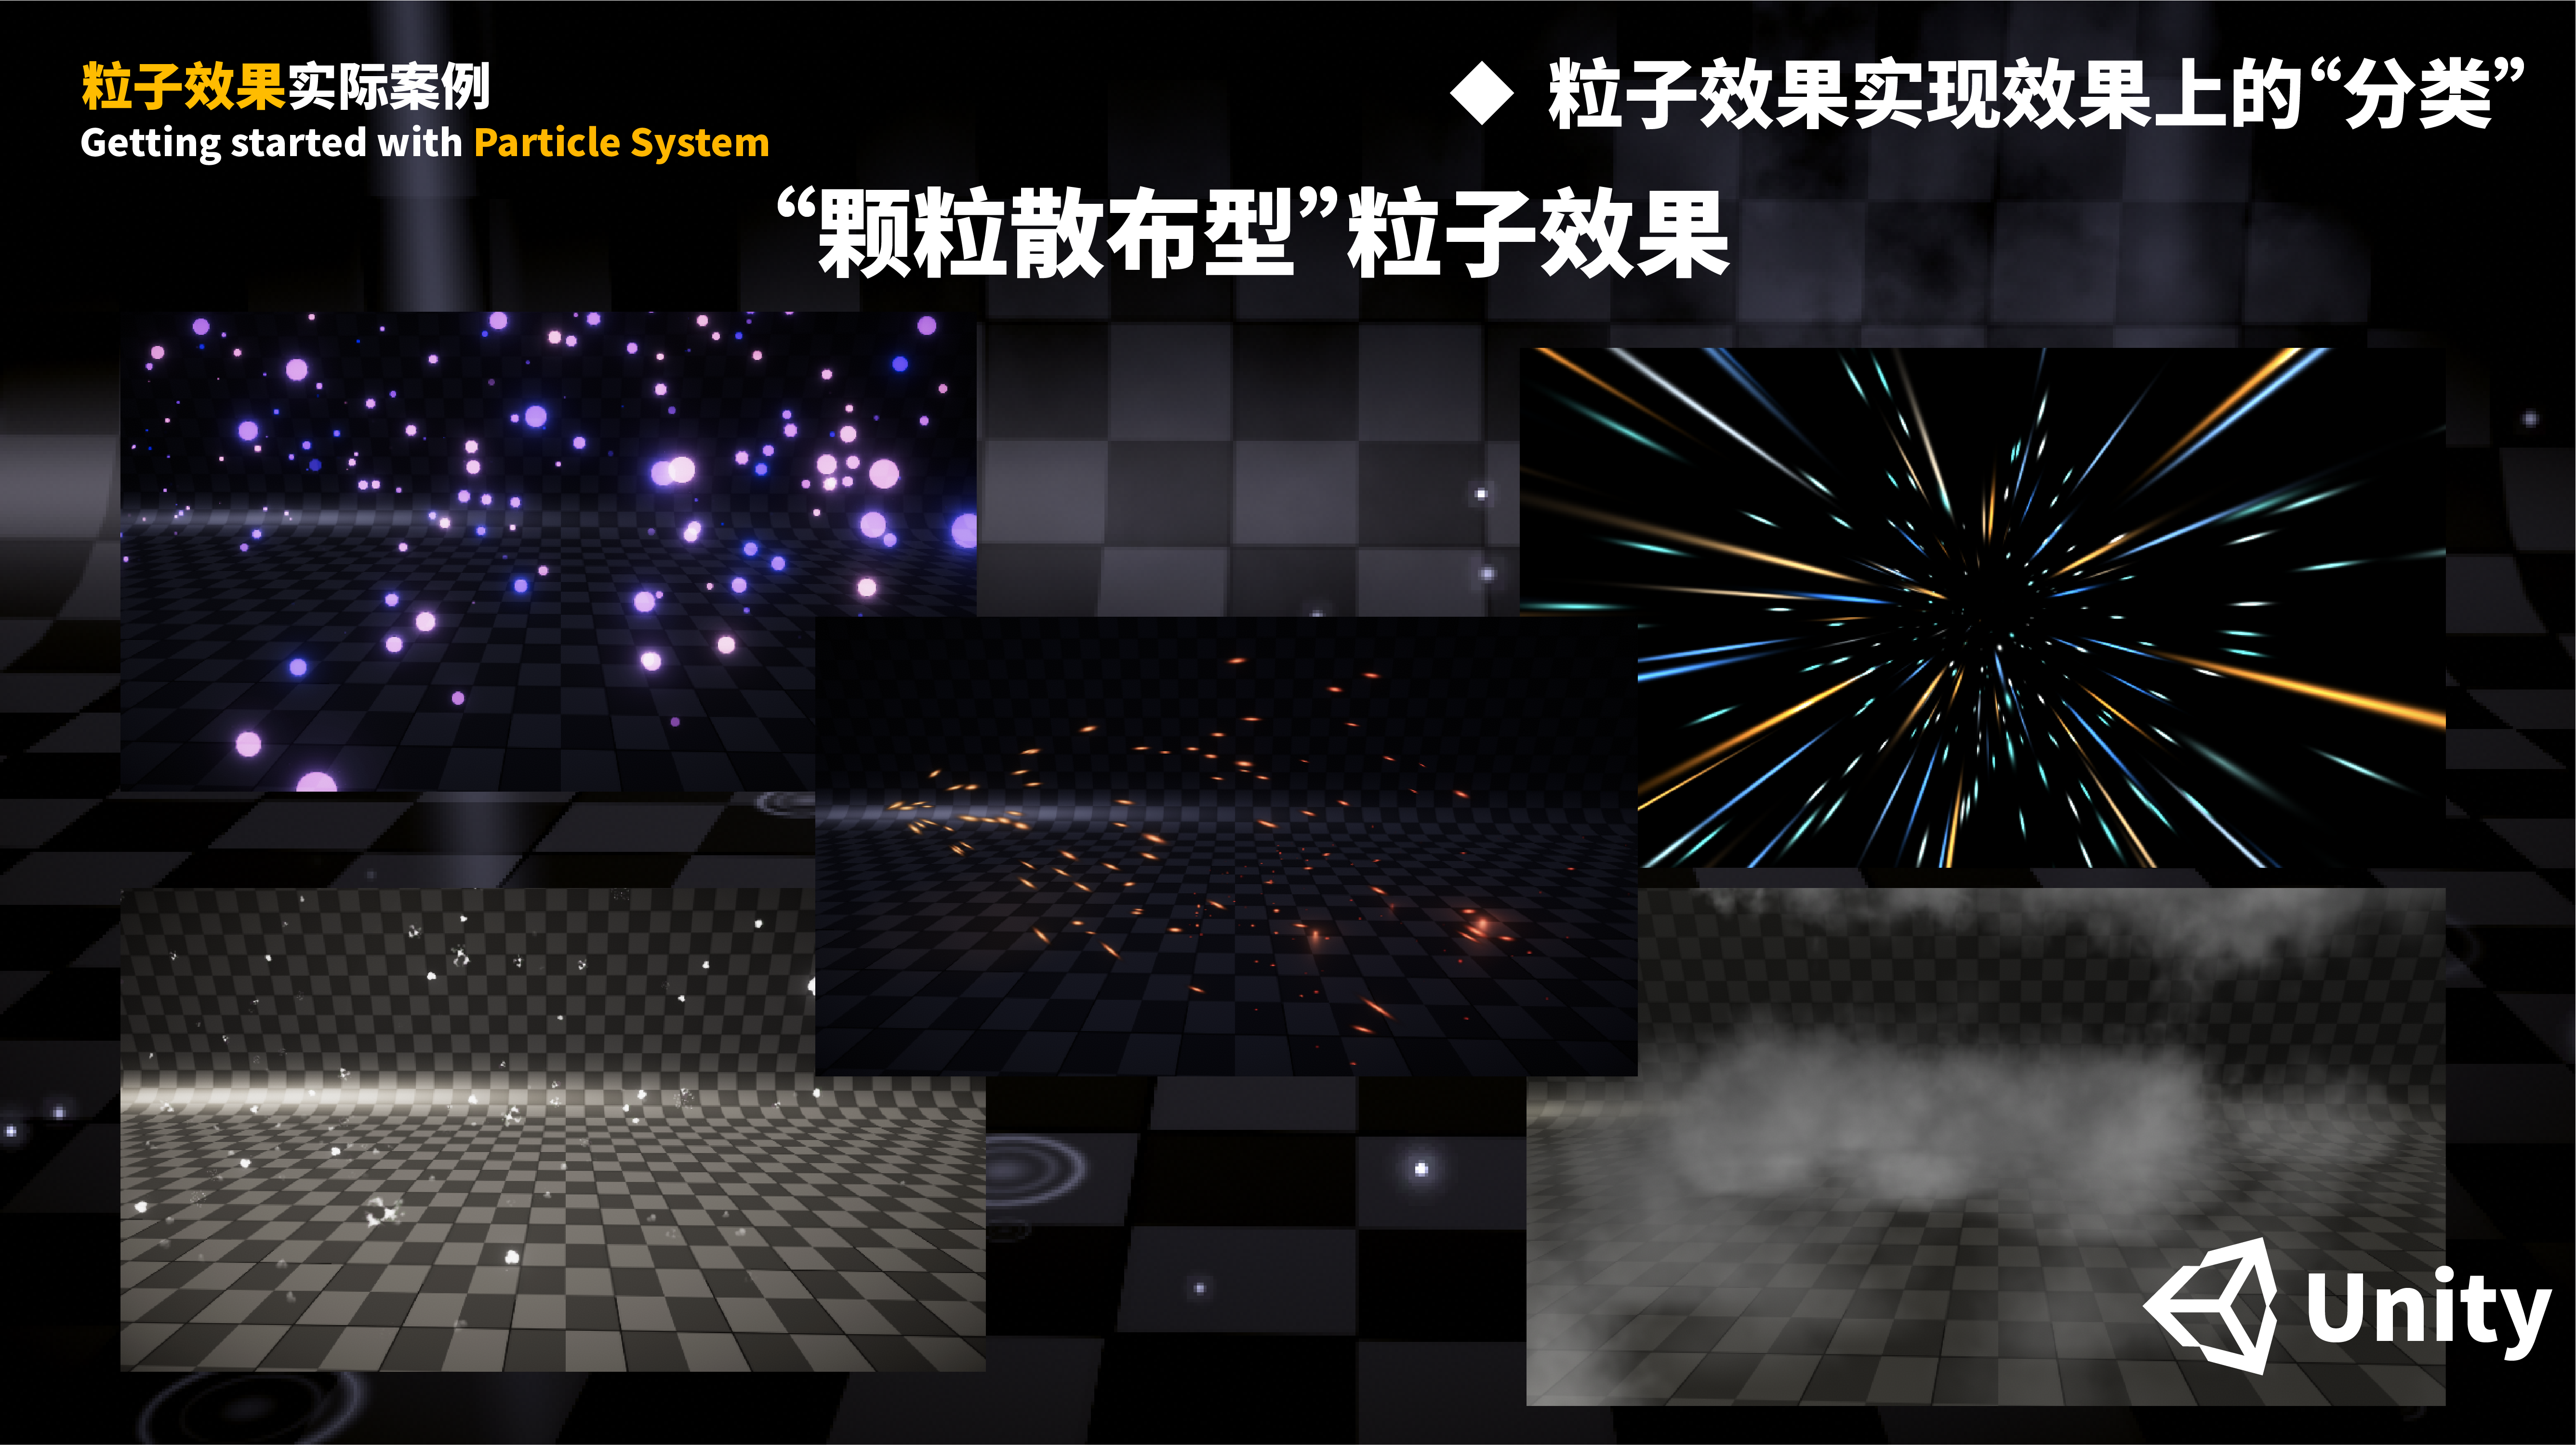 粒子效果实际案例
Getting started with Particle System
◆ 粒子效果实现效果上的“分类”
“颗粒散布型”粒子效果
Unity